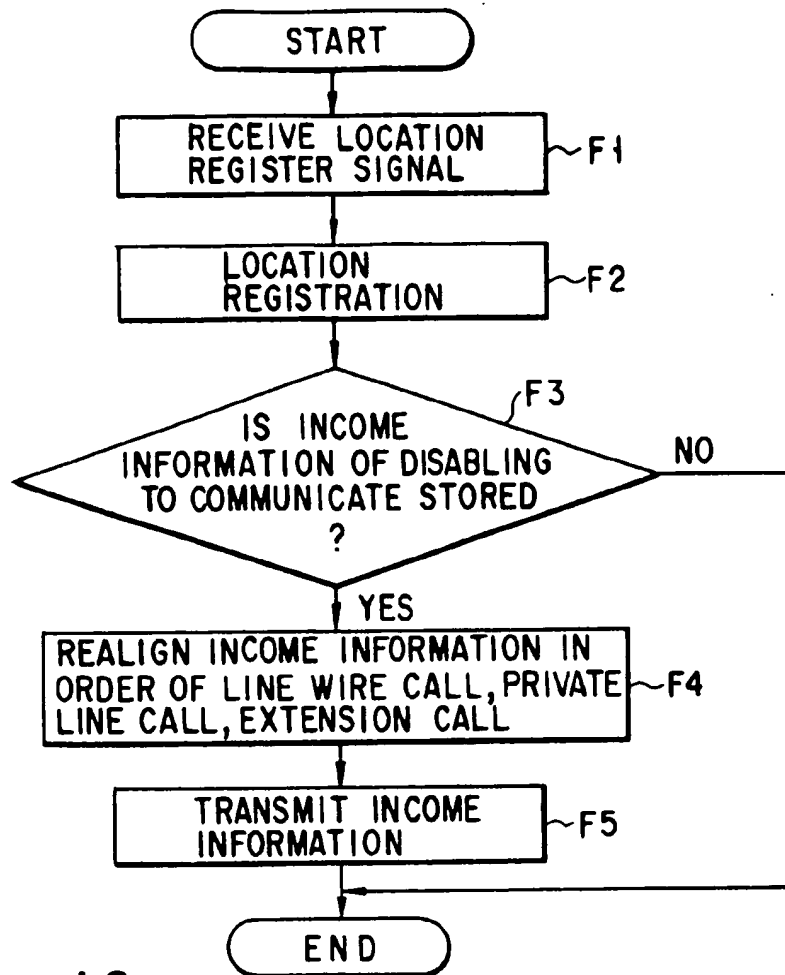 START
RECEIVE LOCATION
REGISTER SIGNAL
F1
LOCATION
REGISTRATION
F2
F3
IS INCOME
INFORMATION OF DISABLING
TO COMMUNICATE STORED
?
NO
YES
REALIGN INCOME INFORMATION IN
ORDER OF LINE WIRE CALL, PRIVATE
LINE CALL, EXTENSION CALL
F4
TRANSMIT INCOME
INFORMATION
F5
END